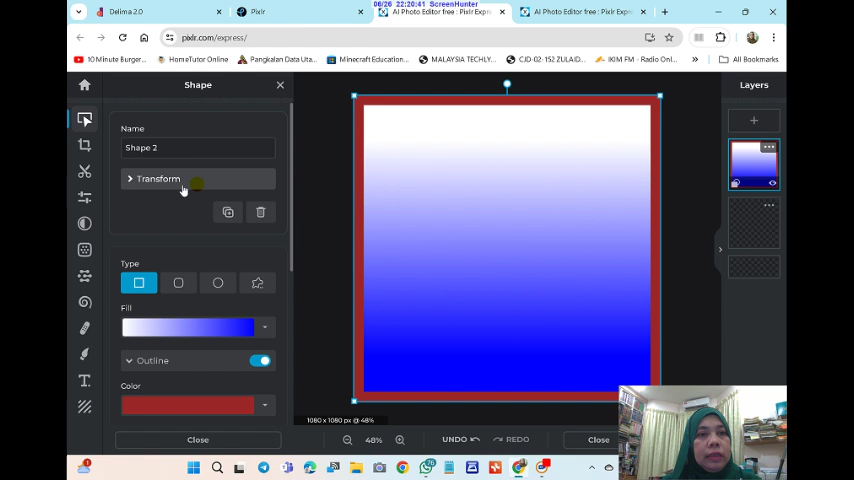 06/26 22:20:41 ScreenHunter
Delima 2.0
Pixlr
AI Photo Editor free : Pixlr Expre
AI Photo Editor free : Pixlr Expre
pixlr.com/express/
10 Minute Burger...
HomeTutor Online
Pangkalan Data Uta...
Minecraft Education...
MALAYSIA TECHLY...
CJD-02-152 ZULAID...
IKIM FM - Radio Onl...
All Bookmarks
Shape
Layers
Name
Shape 2
Transform
Type
Fill
Outline
Color
1080 x 1080 px @ 48%
Close
48%
UNDO
REDO
Close